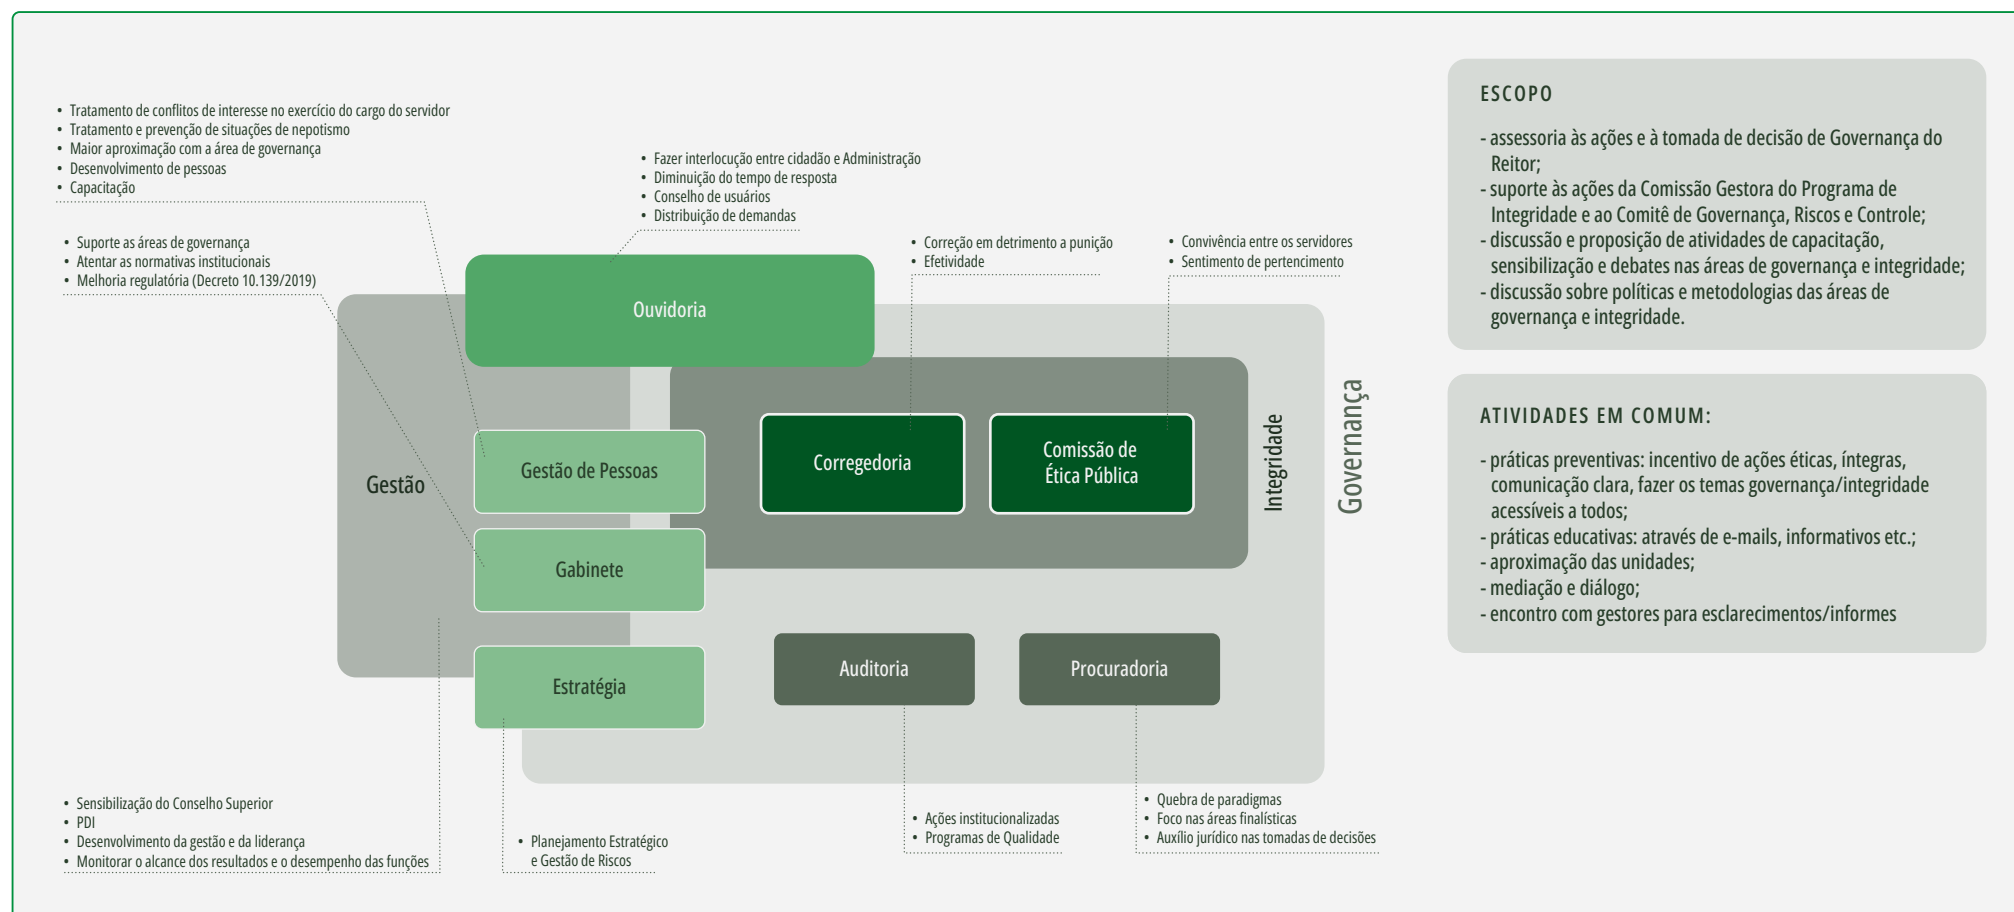 • Tratamento de conflitos de interesse no exercício do cargo do servidor
• Tratamento e prevenção de situações de nepotismo
• Maior aproximação com a área de governança
• Desenvolvimento de pessoas
• Capacitação
• Suporte as áreas de governança
• Atentar as normativas institucionais
• Melhoria regulatória (Decreto 10.139/2019)
• Fazer interlocução entre cidadão e Administração
• Diminuição do tempo de resposta
• Conselho de usuários
• Distribuição de demandas
• Correção em detrimento a punição
• Efetividade
• Convivência entre os servidores
• Sentimento de pertencimento
Ouvidoria
Gestão
Gestão de Pessoas
Gabinete
Estratégia
Corregedoria
Comissão de
Ética Pública
Integridade
Governança
Auditoria
Procuradoria
• Sensibilização do Conselho Superior
• PDI
• Desenvolvimento da gestão e da liderança
• Monitorar o alcance dos resultados e o desempenho das funções
• Planejamento Estratégico
e Gestão de Riscos
• Ações institucionalizadas
• Programas de Qualidade
• Quebra de paradigmas
• Foco nas áreas finalísticas
• Auxílio jurídico nas tomadas de decisões
ESCOPO
- assessoria às ações e à tomada de decisão de Governança do
Reitor;
- suporte às ações da Comissão Gestora do Programa de
Integridade e ao Comitê de Governança, Riscos e Controle;
- discussão e proposição de atividades de capacitação,
sensibilização e debates nas áreas de governança e integridade;
- discussão sobre políticas e metodologias das áreas de
governança e integridade.
ATIVIDADES EM COMUM:
- práticas preventivas: incentivo de ações éticas, íntegras,
comunicação clara, fazer os temas governança/integridade
acessíveis a todos;
- práticas educativas: através de e-mails, informativos etc.;
- aproximação das unidades;
- mediação e diálogo;
- encontro com gestores para esclarecimentos/informes